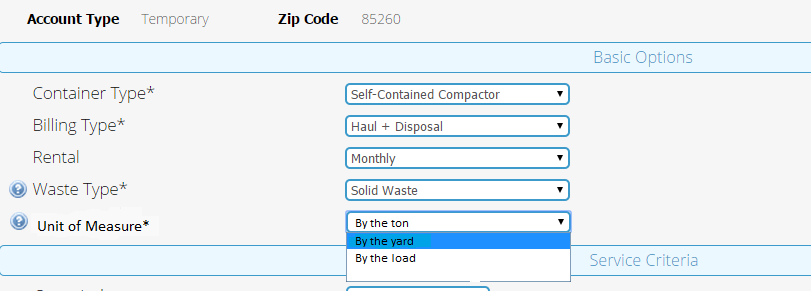 Account Type Temporary Zip Code 85260
Basic Options
Container Type* Self-Contained Compactor
Billing Type* Haul + Disposal
Rental Monthly
? Waste Type* Solid Waste
? Unit of Measure* By the ton
By the yard
By the load
Service Criteria